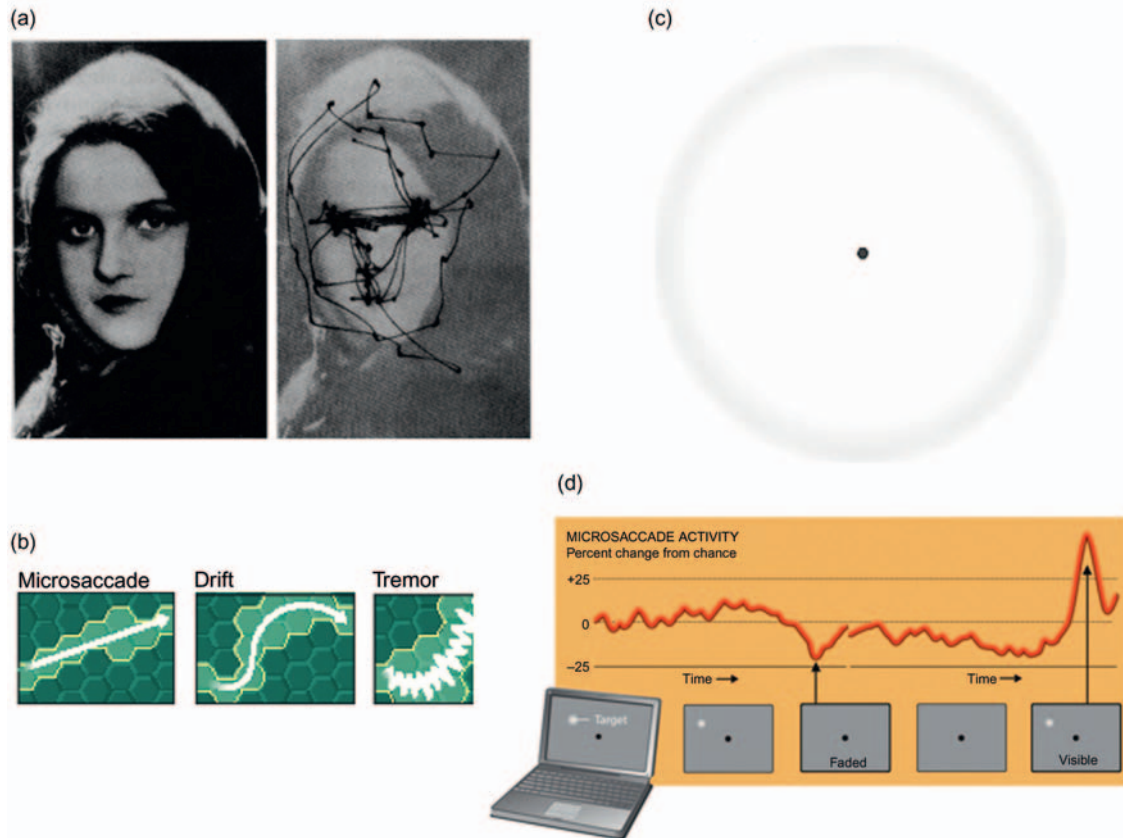 (a)
(c)
(b)
Microsaccade
Drift
Tremor
(d)
MICROSACCADE ACTIVITY
Percent change from chance
+25
0
−25
Time →
Time →
Target
Faded
Visible